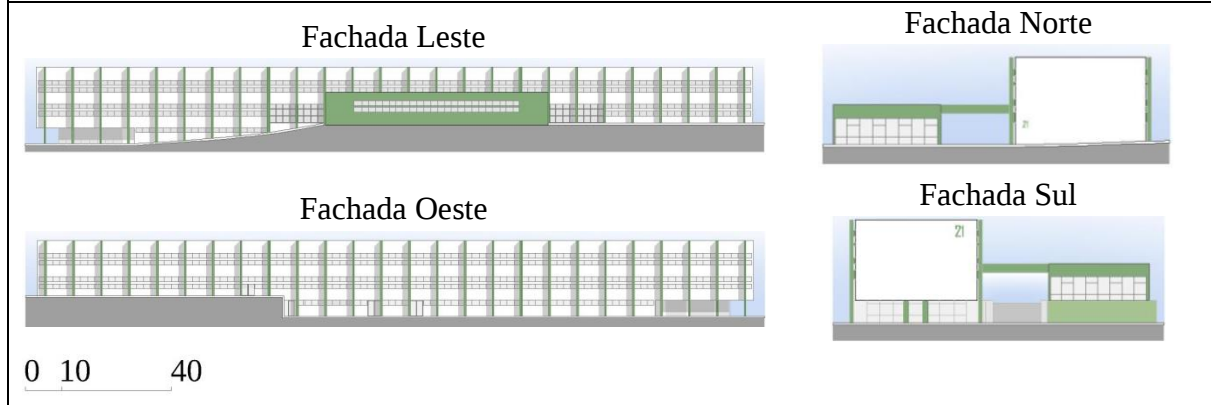 Fachada Leste
Fachada Norte
21
Fachada Oeste
Fachada Sul
21
0 10 40